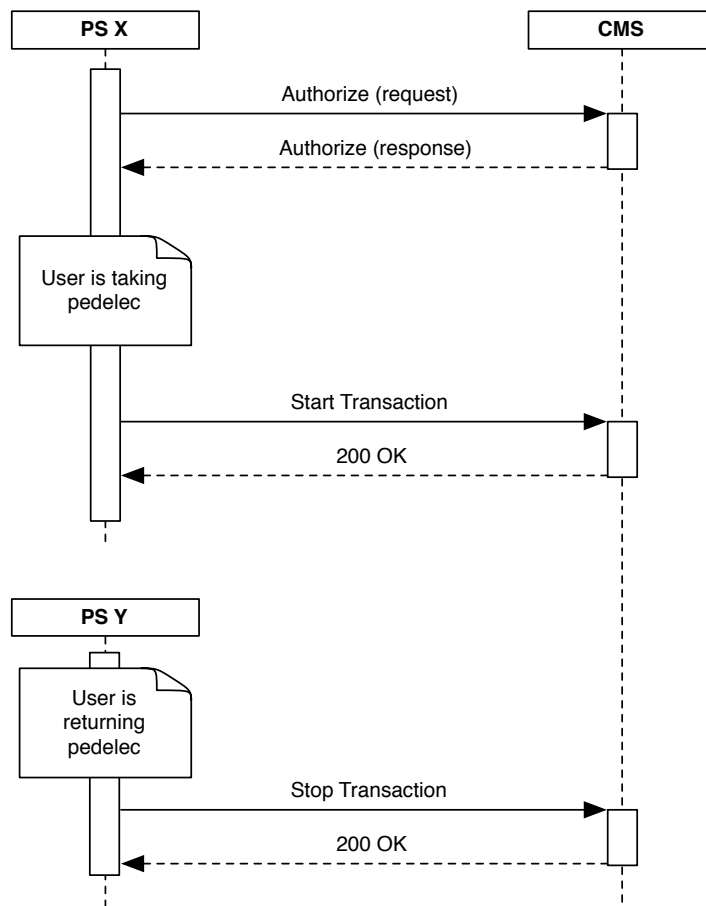 PS X
CMS
Authorize (request)
Authorize (response)
User is taking
pedelec
Start Transaction
200 OK
PS Y
User is
returning
pedelec
Stop Transaction
200 OK